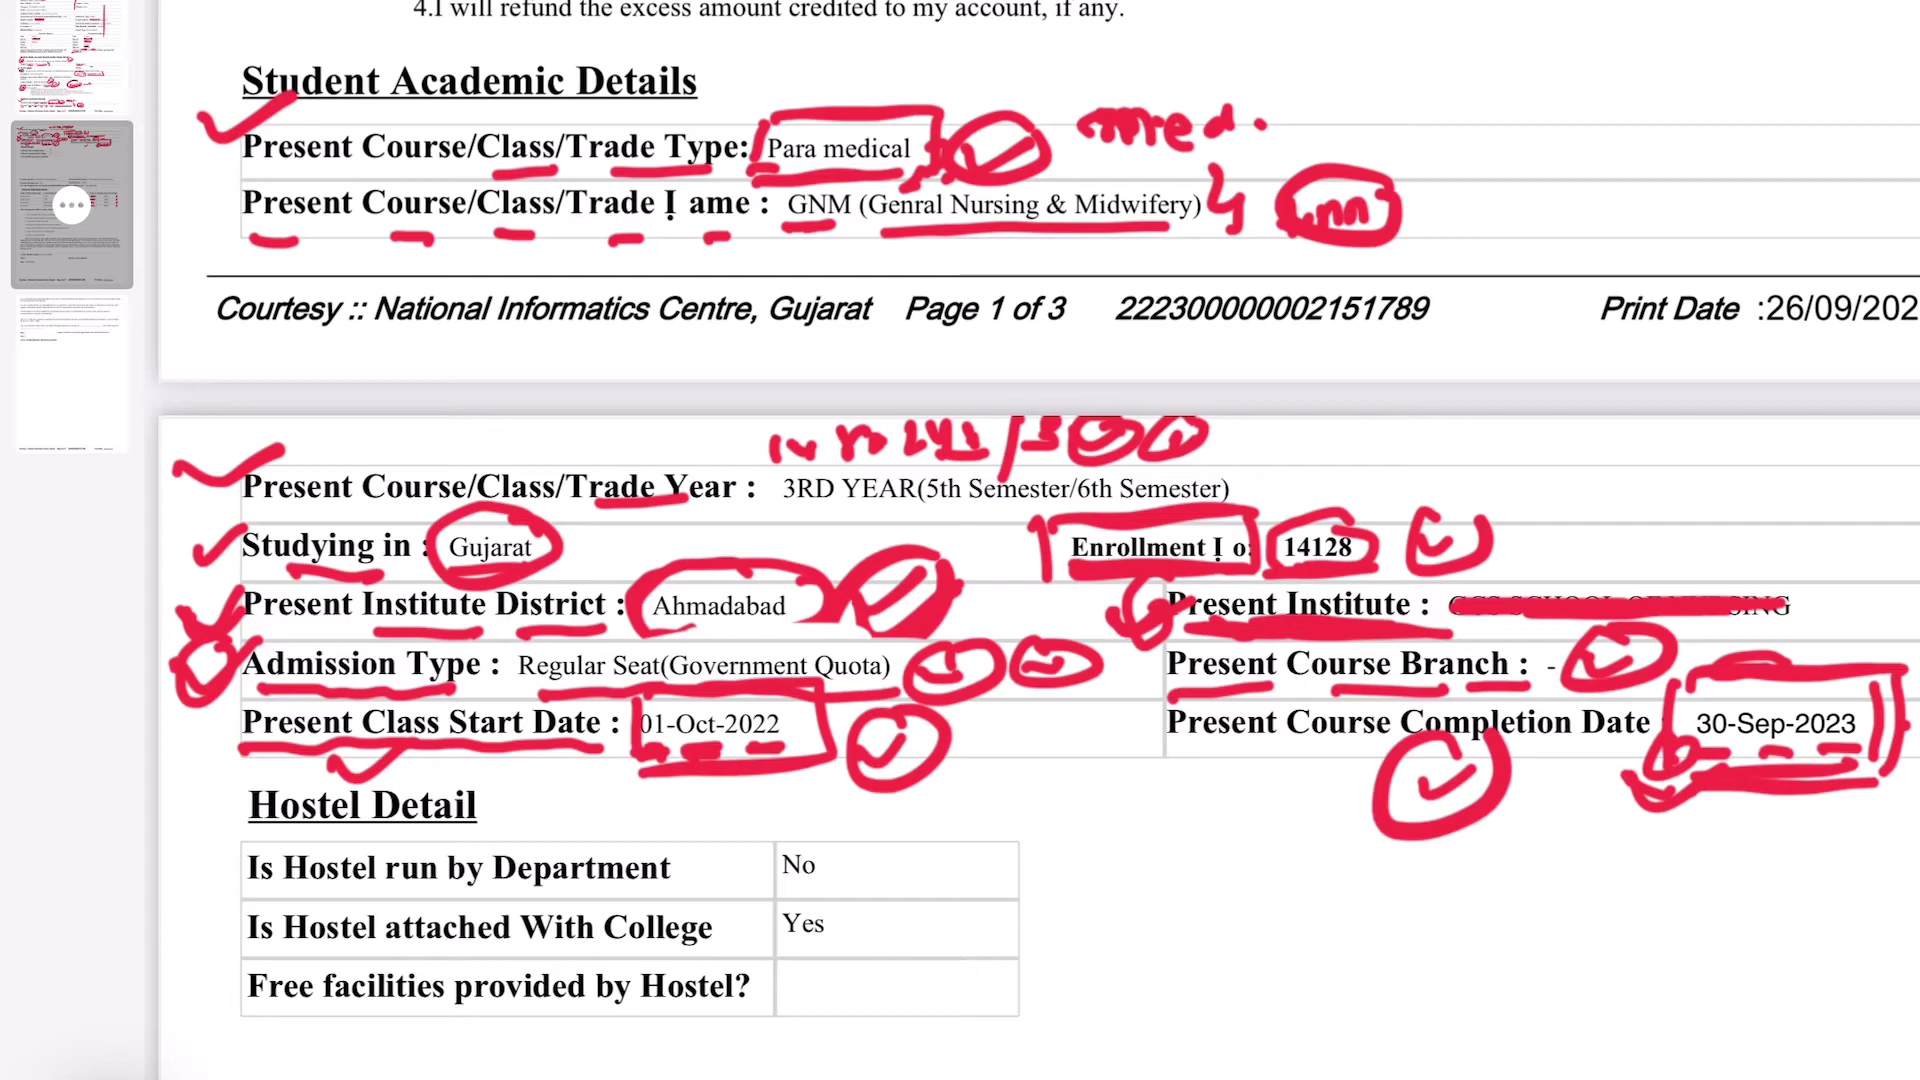 4.I will refund the excess amount credited to my account, if any.
Student Academic Details
Present Course/Class/Trade Type: Para medical
Present Course/Class/Trade Ị ame : GNM (Genral Nursing & Midwifery)
Courtesy :: National Informatics Centre, Gujarat Page 1 of 3 222300000002151789 Print Date :26/09/202
Present Course/Class/Trade Year : 3RD YEAR(5th Semester/6th Semester)
Studying in : Gujarat Enrollment Ị o: 14128
Present Institute District : Ahmadabad Present Institute :
Admission Type : Regular Seat(Government Quota) Present Course Branch : -
Present Class Start Date : 01-Oct-2022 Present Course Completion Date : 30-Sep-2023
Hostel Detail
Is Hostel run by Department No
Is Hostel attached With College Yes
Free facilities provided by Hostel?